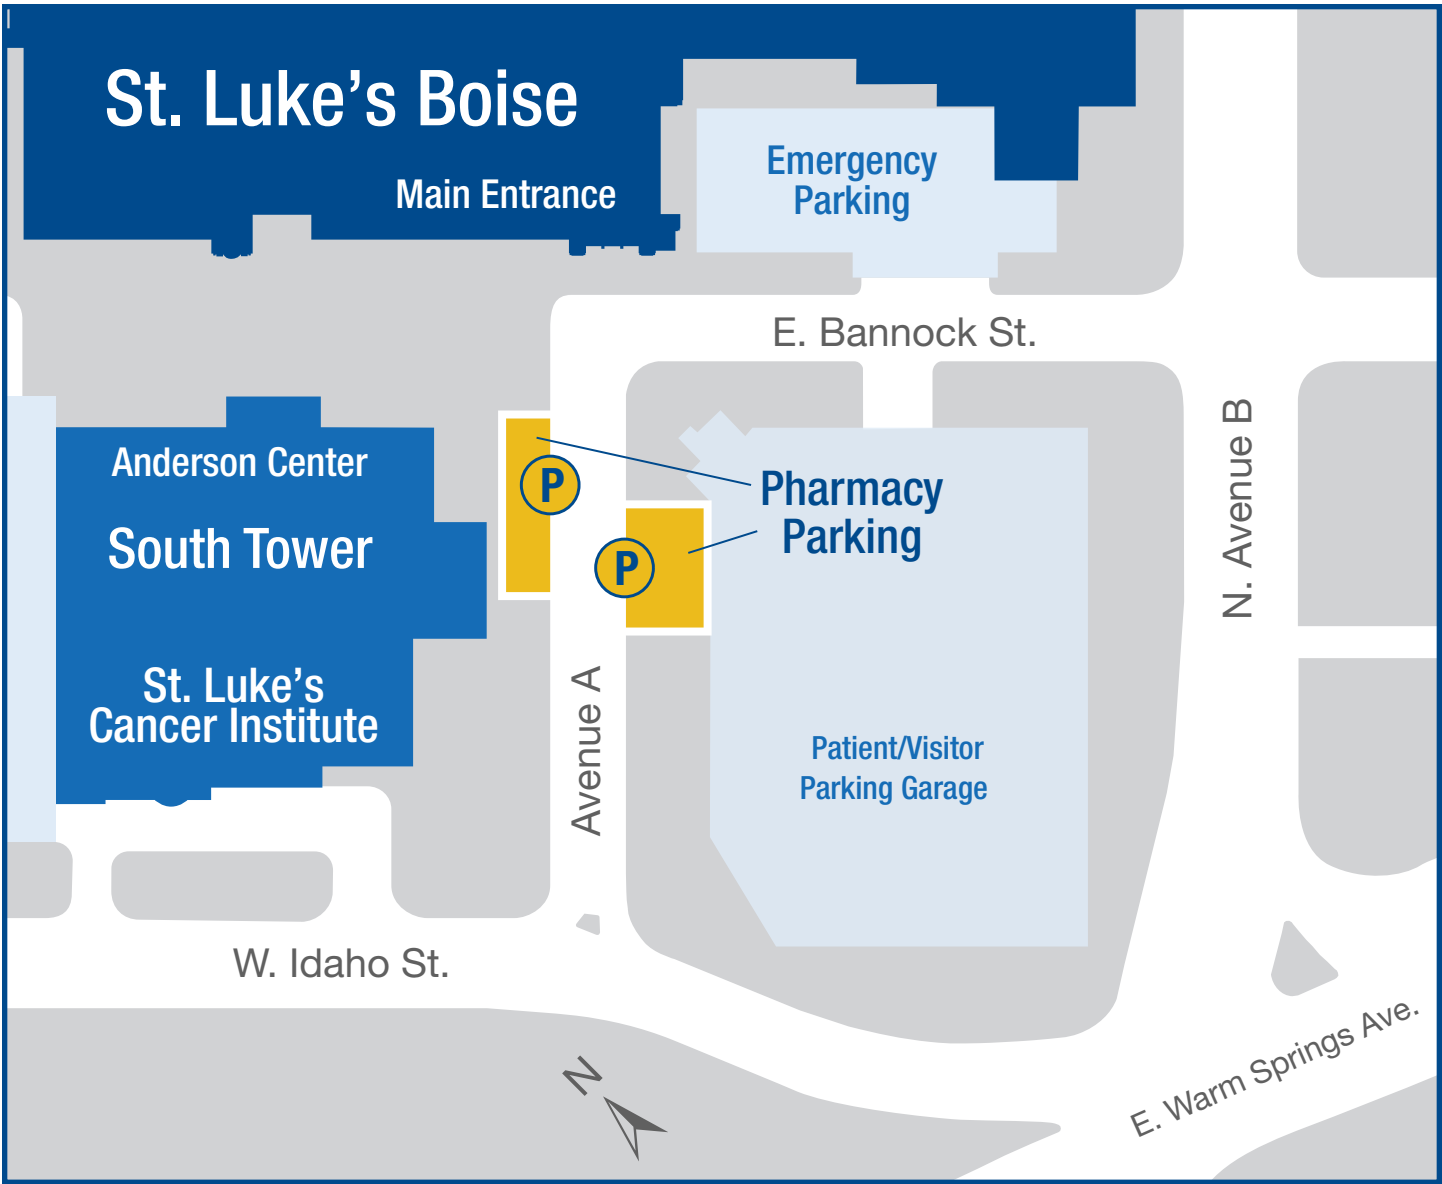 St. Luke’s Boise
Main Entrance
Emergency
Parking
E. Bannock St.
N. Avenue B
Anderson Center
South Tower
St. Luke’s
Cancer Institute
P
P
Pharmacy
Parking
Avenue A
Patient/Visitor
Parking Garage
W. Idaho St.
E. Warm Springs Ave.
N